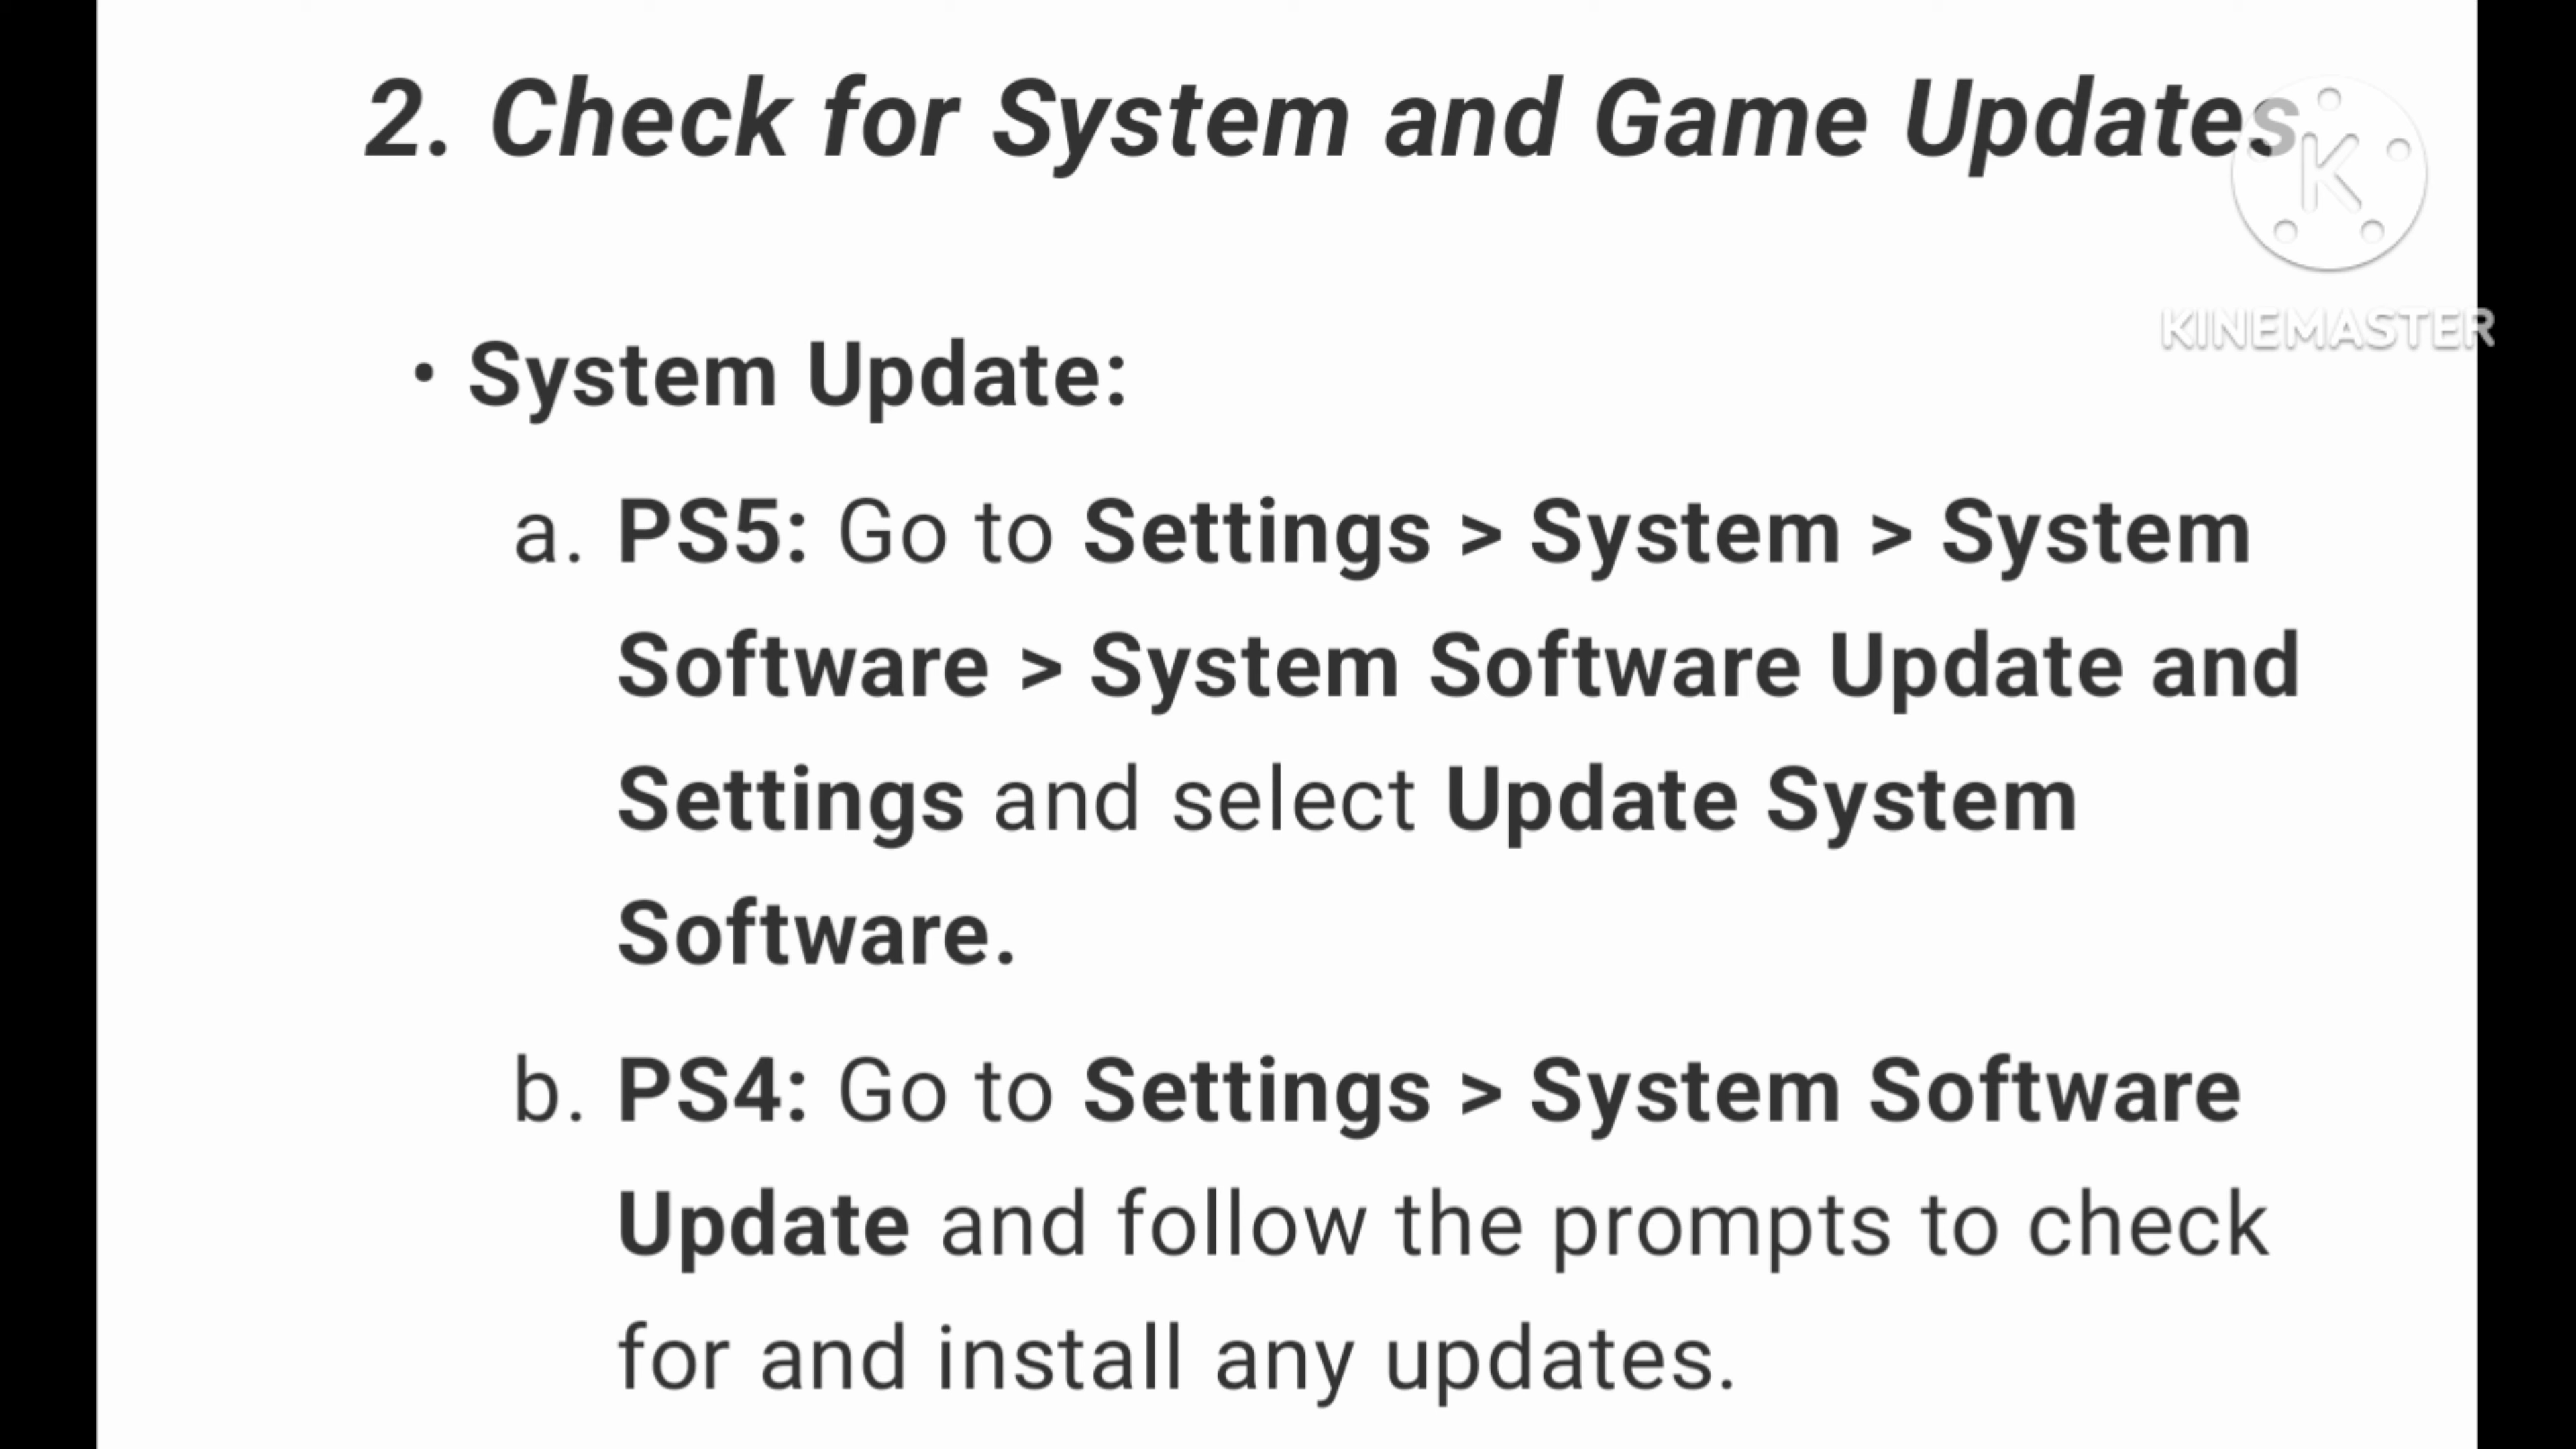 2. Check for System and Game Updates
K
KINEMASTER
• System Update:
a. PS5: Go to Settings > System > System
Software > System Software Update and
Settings and select Update System
Software.
b. PS4: Go to Settings > System Software
Update and follow the prompts to check
for and install any updates.